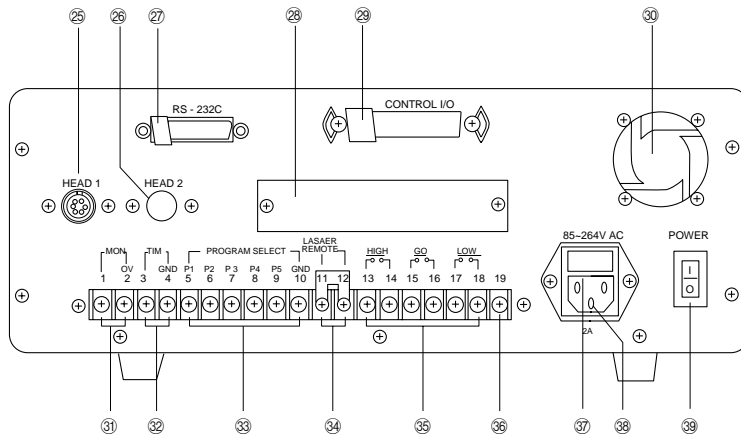 ㉕ ㉖ ㉗ ㉘ ㉙ ㉚
RS - 232C
CONTROL I/O
HEAD 1
HEAD 2
85~264V AC
POWER
LASAER
REMOTE
MON TIM PROGRAM SELECT HIGH GO LOW
OV GND P1 P2 P 3 P4 P5 GND
1 2 3 4 5 6 7 8 9 10 11 12 13 14 15 16 17 18 19
I
O
2A
㉛ ㉜ ㉝ ㉞ ㉟ ㊱ ㊲ ㊳ ㊴